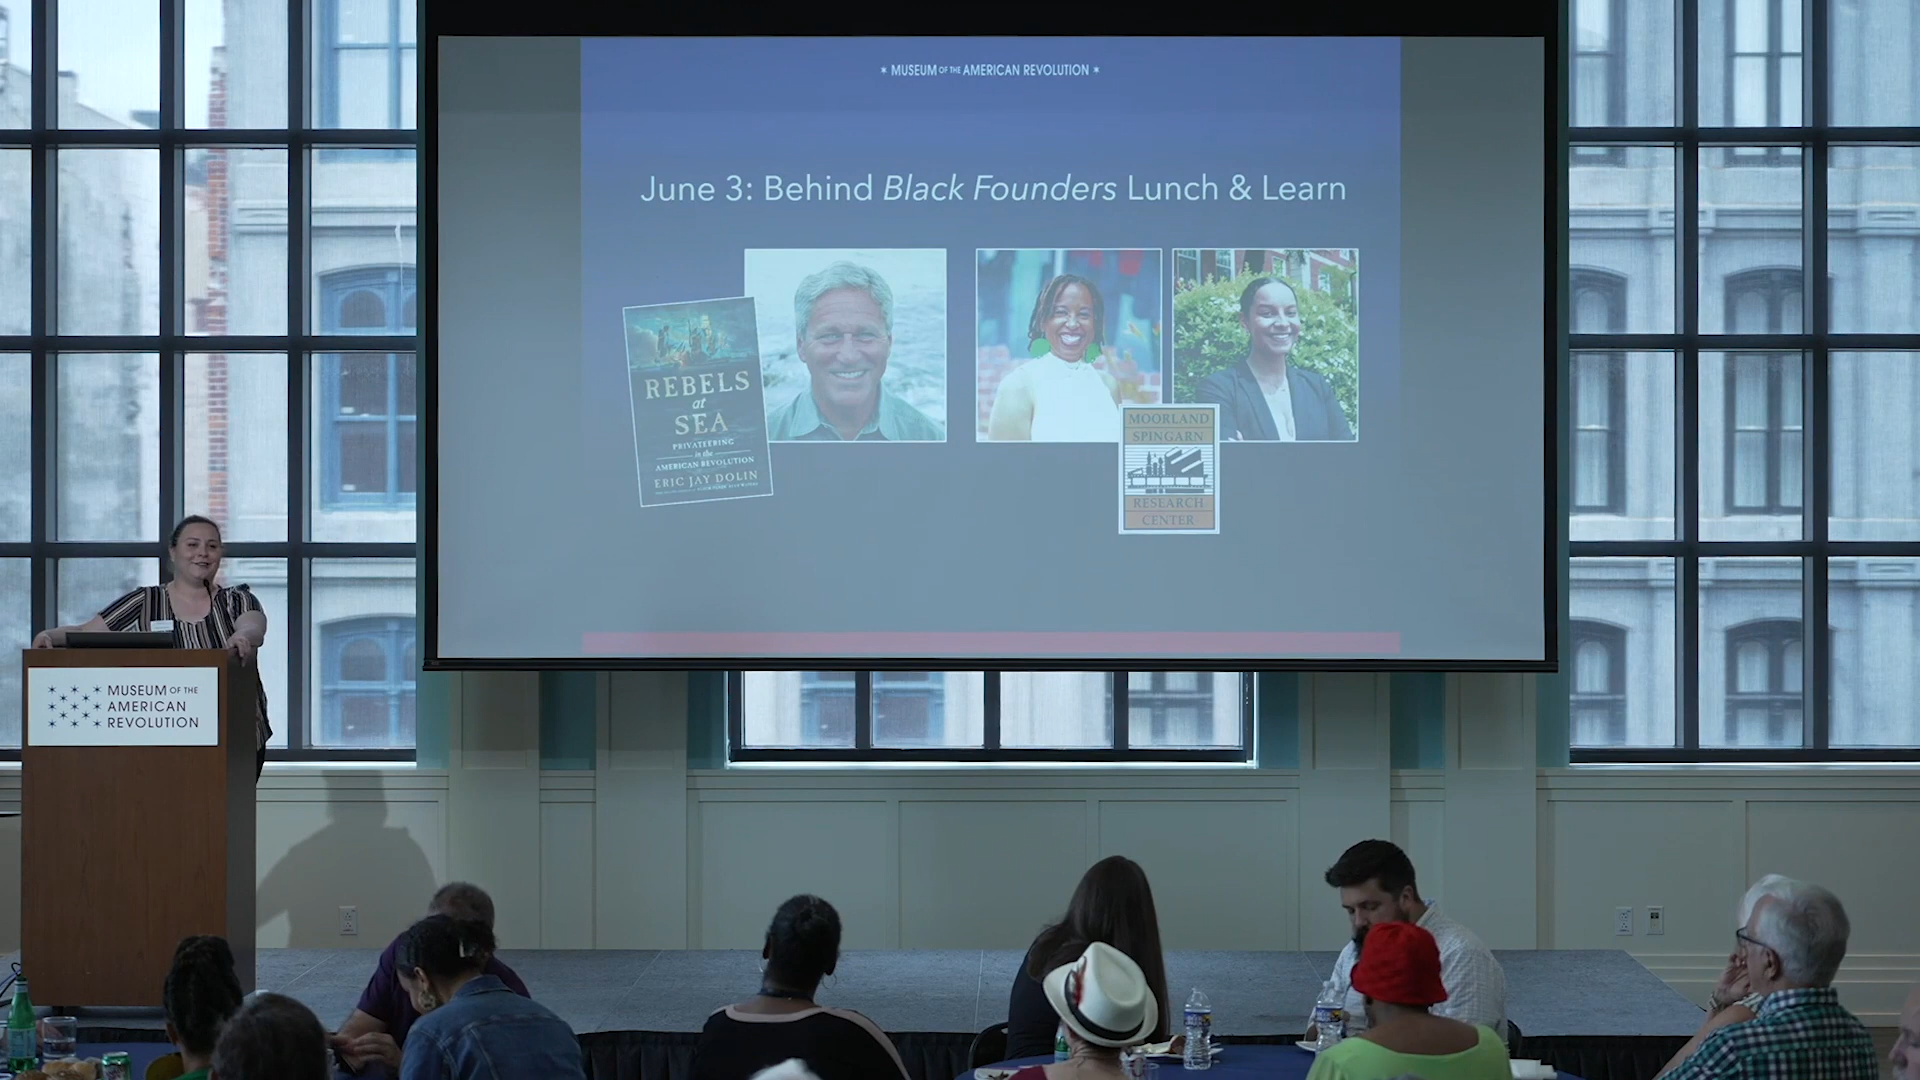 * MUSEUM OF THE AMERICAN REVOLUTION *
June 3: Behind Black Founders Lunch & Learn
REBELS
at
SEA
PRIVATEERING
in the
AMERICAN REVOLUTION
ERIC JAY DOLIN
MOORLAND
SPINGARN
RESEARCH
CENTER
MUSEUM OF THE
AMERICAN
REVOLUTION